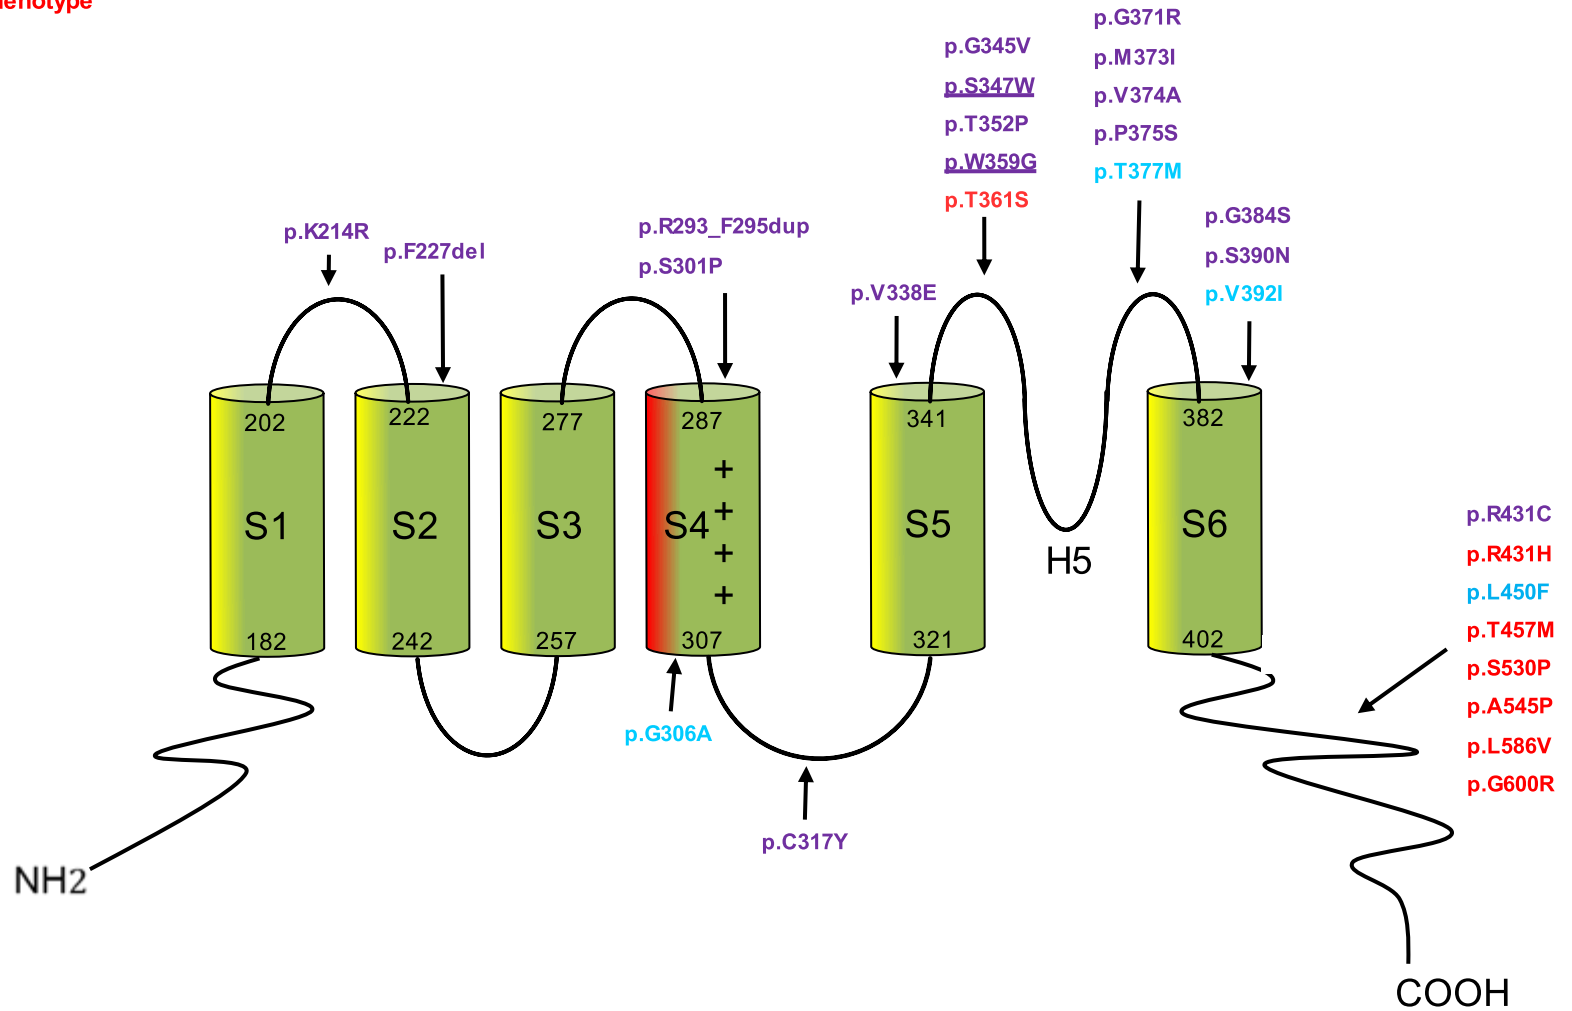 p.G345V
p.S347W
p.T352P
p.W359G
p.T361S
p.G371R
p.M373I
p.V374A
p.P375S
p.T377M
p.G384S
p.S390N
p.V392I
p.K214R
p.F227del
p.R293_F295dup
p.S301P
p.V338E
202
222
277
287
341
382
+
+
+
+
S1
S2
S3
S4
S5
H5
S6
182
242
257
307
321
402
p.R431C
p.R431H
p.L450F
p.T457M
p.S530P
p.A545P
p.L586V
p.G600R
p.G306A
p.C317Y
NH2
COOH